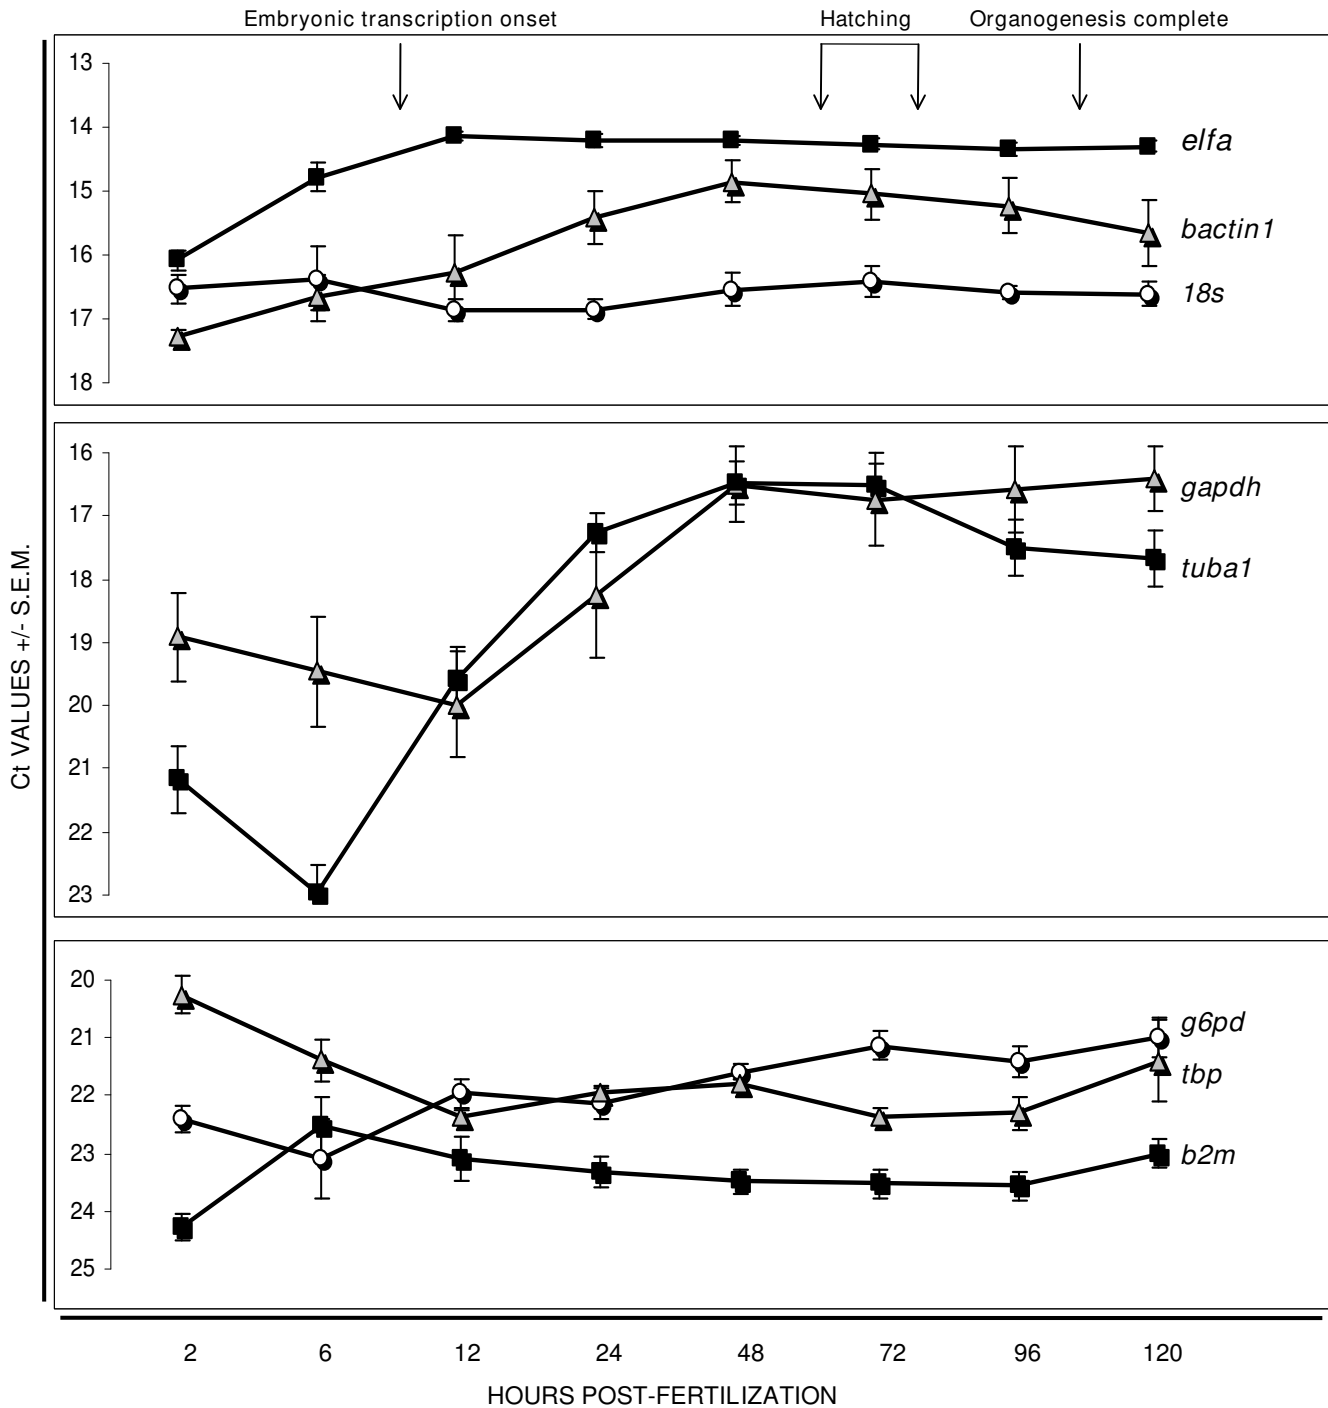 Embryonic transcription onset Hatching Organogenesis complete
13
14
15
16
17
18
elfa
bactin1
18s
16
17
18
19
20
21
22
23
gapdh
tuba1
20
21
22
23
24
25
g6pd
tbp
b2m
Ct VALUES +/- S.E.M.
2 6 12 24 48 72 96 120
HOURS POST-FERTILIZATION